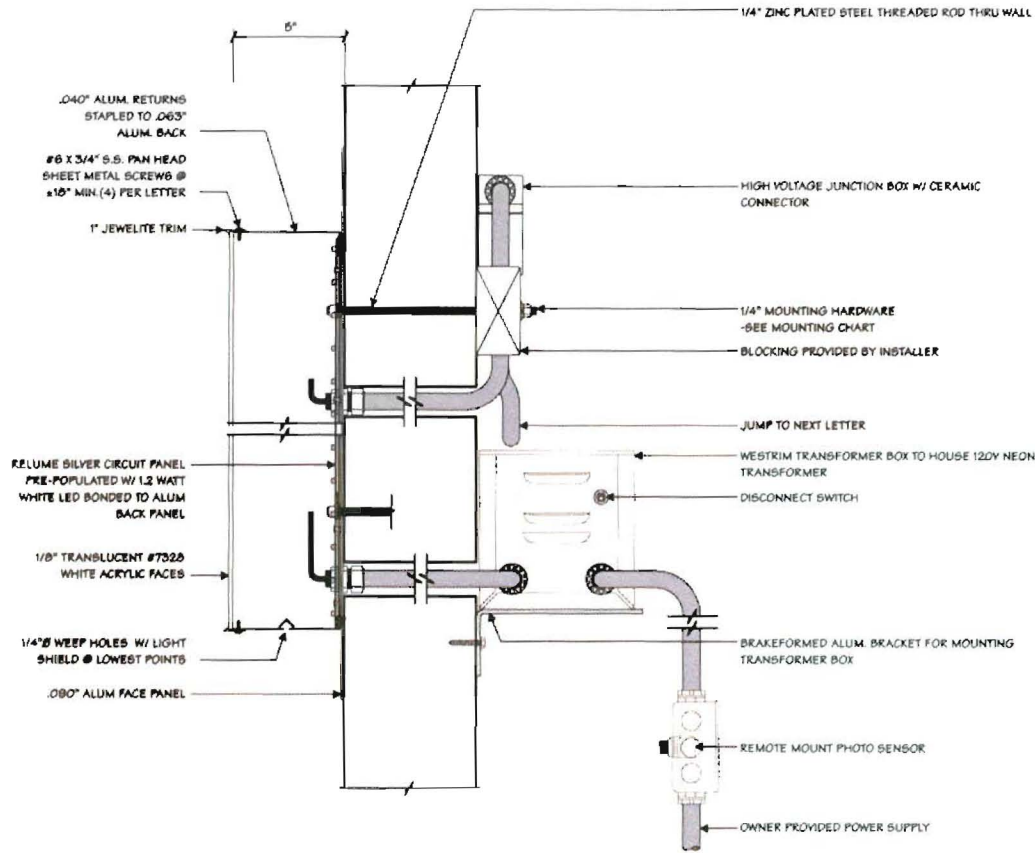 5"
1/4" ZINC PLATED STEEL THREADED ROD THRU WALL
.040" ALUM. RETURNS
STAPLED TO .063"
ALUM. BACK
#6 X 3/4" S.S. PAN HEAD
SHEET METAL SCREWS @
±18" MIN.(4) PER LETTER
1" JEWELITE TRIM
HIGH VOLTAGE JUNCTION BOX W/ CERAMIC
CONNECTOR
1/4" MOUNTING HARDWARE
-SEE MOUNTING CHART
BLOCKING PROVIDED BY INSTALLER
JUMP TO NEXT LETTER
RELUME SILVER CIRCUIT PANEL
PRE-POPULATED W/ 1.2 WATT
WHITE LED BONDED TO ALUM
BACK PANEL
WESTRIM TRANSFORMER BOX TO HOUSE 120V NEON
TRANSFORMER
DISCONNECT SWITCH
1/8" TRANSLUCENT #7328
WHITE ACRYLIC FACES
1/4"Ø WEEP HOLES W/ LIGHT
SHIELD @ LOWEST POINTS
.080" ALUM FACE PANEL
BRAKEFORMED ALUM. BRACKET FOR MOUNTING
TRANSFORMER BOX
REMOTE MOUNT PHOTO SENSOR
OWNER PROVIDED POWER SUPPLY